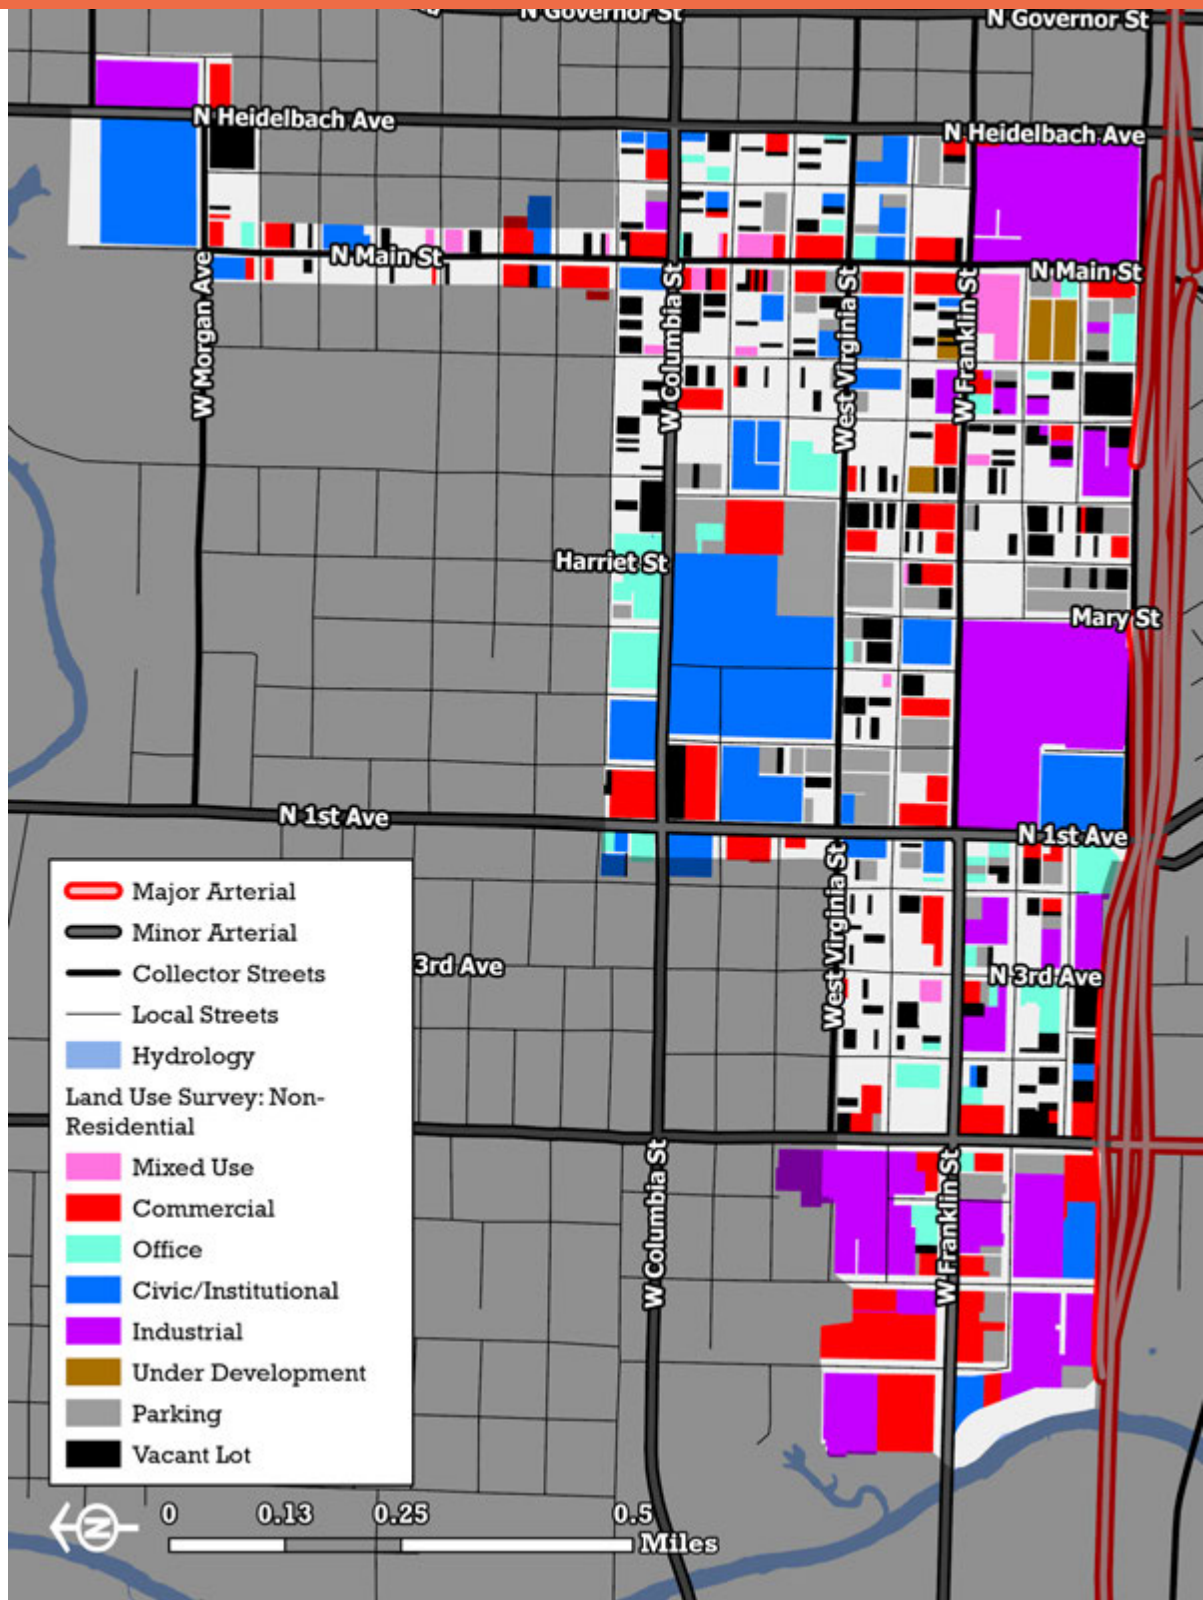 N Governor St
N Governor St
N Heidelbach Ave
N Heidelbach Ave
N Main St
N Main St
W Morgan Ave
W Columbia St
West Virginia St
W Franklin St
Harriet St
Mary St
N 1st Ave
N 1st Ave
West Virginia St
3rd Ave
N 3rd Ave
W Columbia St
W Franklin St
Major Arterial
Minor Arterial
Collector Streets
Local Streets
Hydrology
Land Use Survey: Non-
Residential
Mixed Use
Commercial
Office
Civic/Institutional
Industrial
Under Development
Parking
Vacant Lot
N
0 0.13 0.25 0.5
Miles